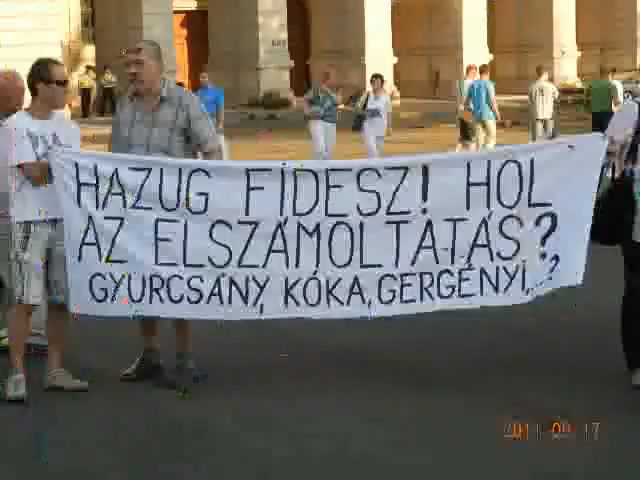 HAZUG FIDESZ! HOL
AZ ELSZÁMOLTATÁS?
GYURCSÁNY, KÓKA, GERGÉNYI,..?